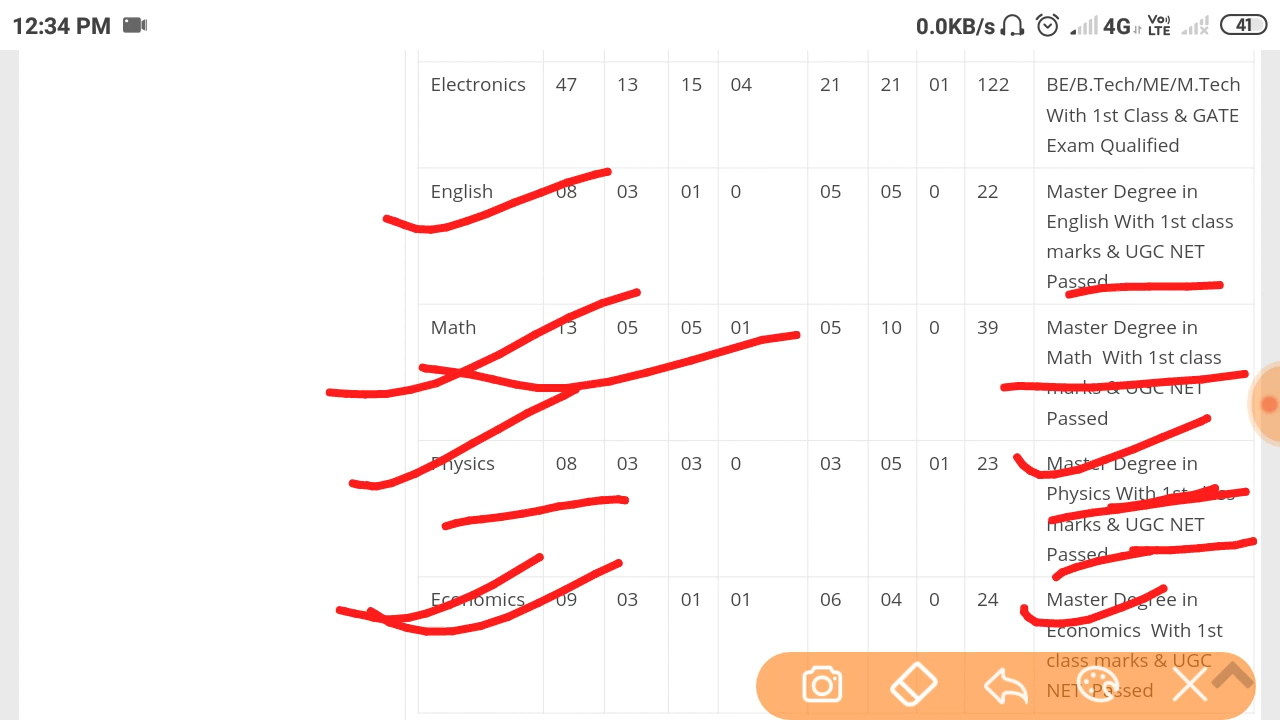 12:34 PM 0.0KB/s 4G Vo)) LTE 41
Electronics 47 13 15 04 21 21 01 122 BE/B.Tech/ME/M.Tech
With 1st Class & GATE
Exam Qualified
English 08 03 01 0 05 05 0 22 Master Degree in
English With 1st class
marks & UGC NET
Passed
Math 13 05 05 01 05 10 0 39 Master Degree in
Math With 1st class
marks & UGC NET
Passed
Physics 08 03 03 0 03 05 01 23 Master Degree in
Physics With 1st class
marks & UGC NET
Passed
Economics 09 03 01 01 06 04 0 24 Master Degree in
Economics With 1st
class marks & UGC
NET Passed